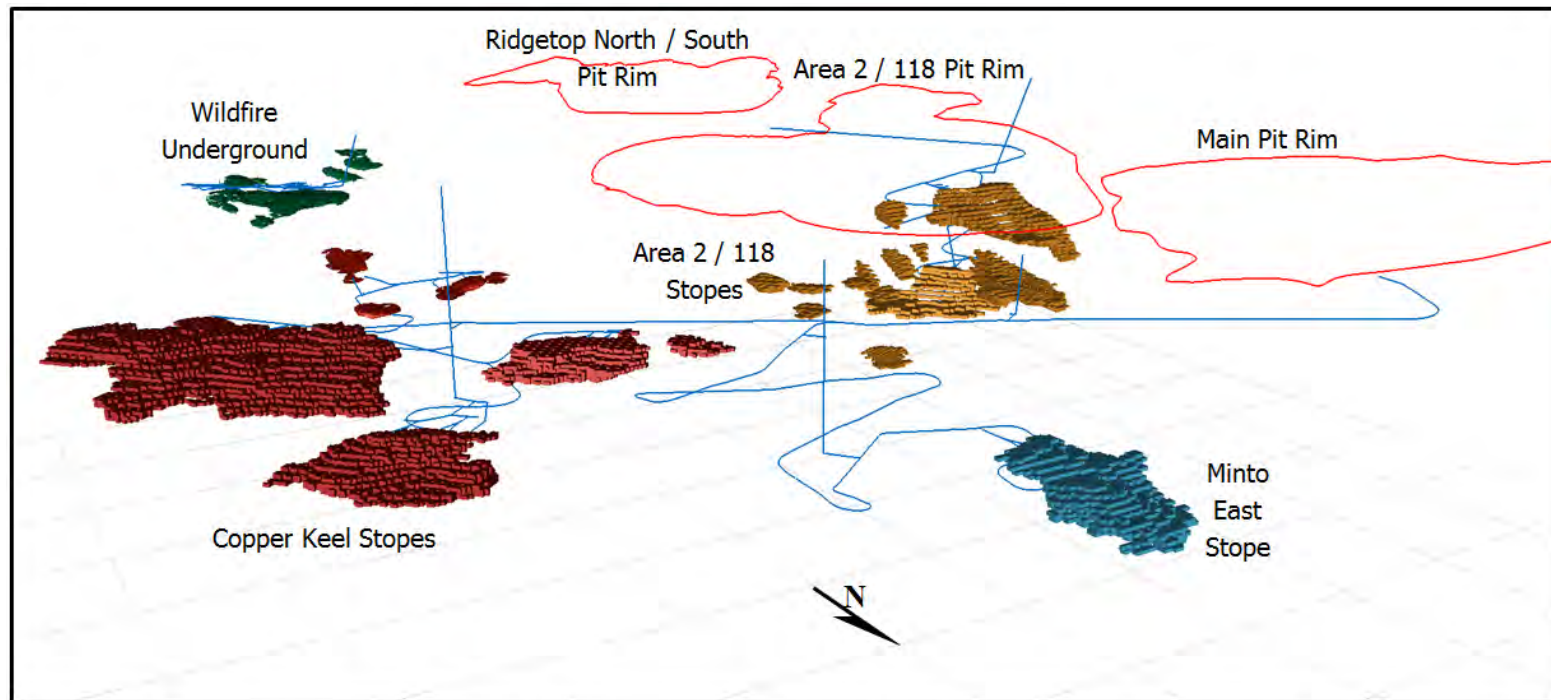 Ridgetop North / South
Pit Rim
Area 2 / 118 Pit Rim
Wildfire
Underground
Main Pit Rim
Area 2 / 118
Stopes
Copper Keel Stopes
Minto
East
Stope
N